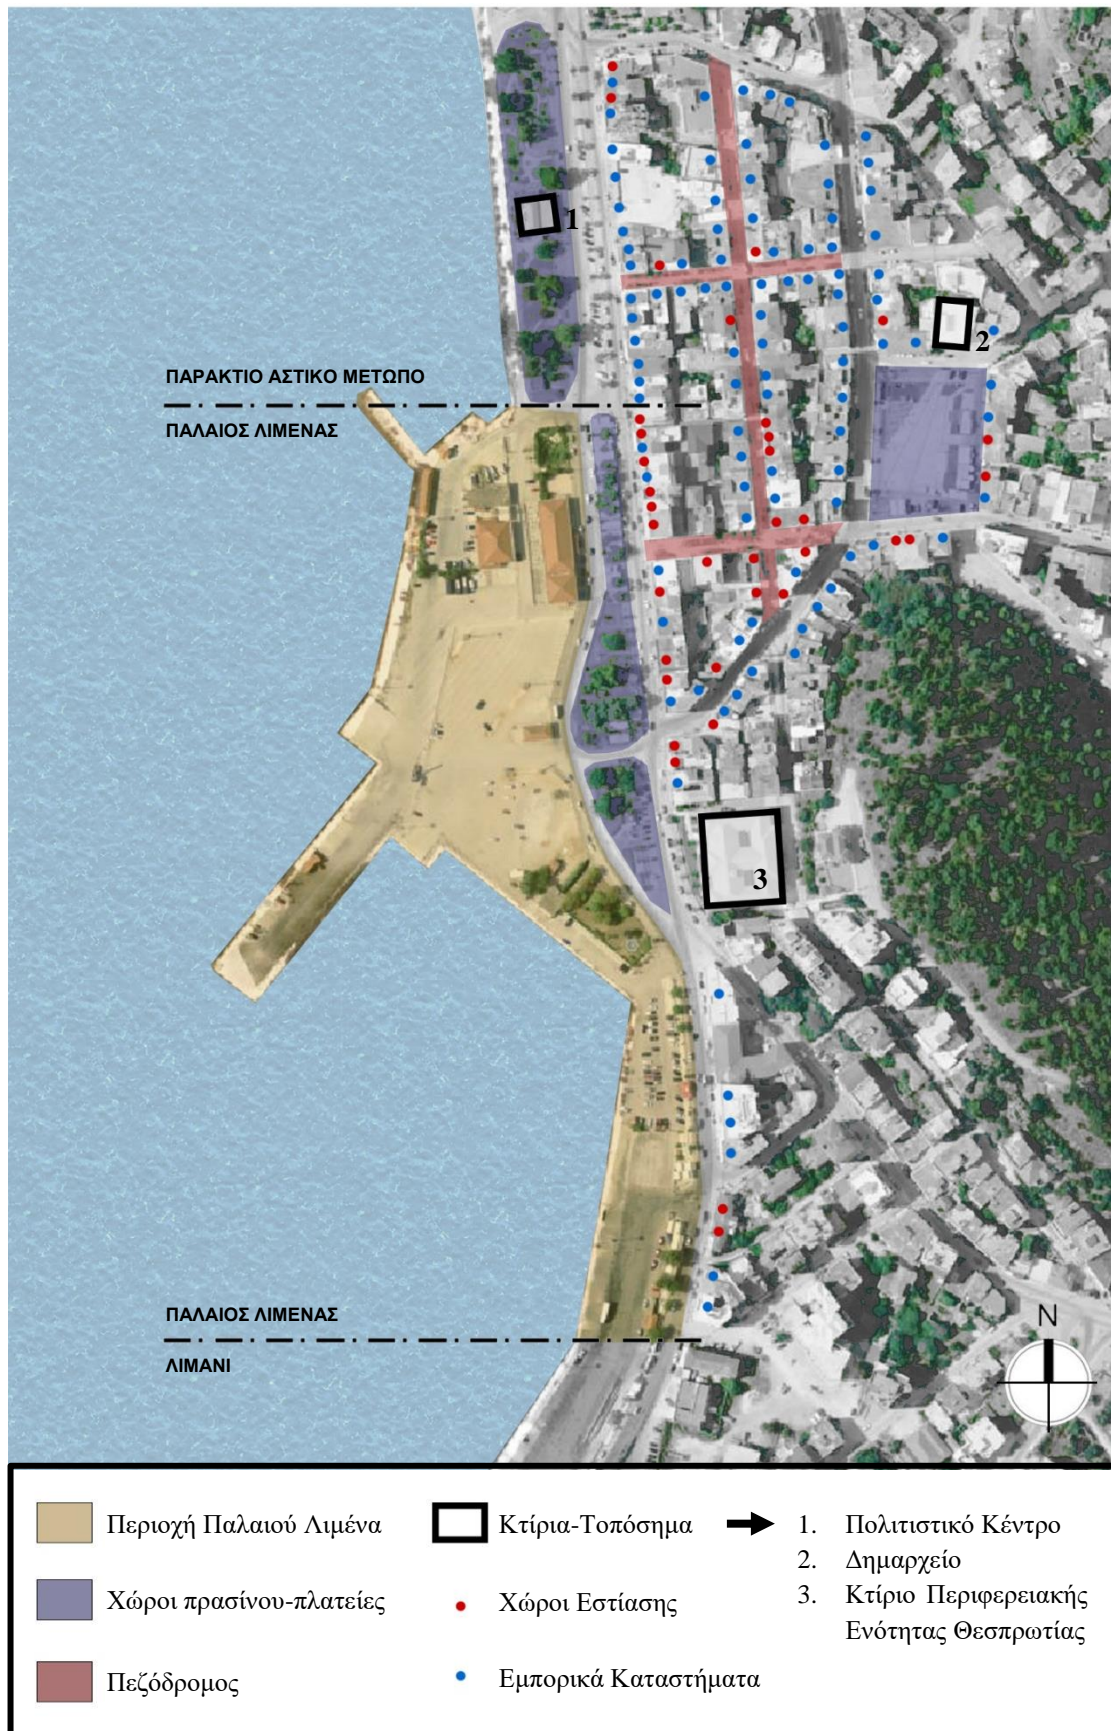 1
2
ΠΑΡΑΚΤΙΟ ΑΣΤΙΚΟ ΜΕΤΩΠΟ
ΠΑΛΑΙΟΣ ΛΙΜΕΝΑΣ
3
ΠΑΛΑΙΟΣ ΛΙΜΕΝΑΣ
ΛΙΜΑΝΙ
N
Περιοχή Παλαιού Λιμένα
Χώροι πρασίνου-πλατείες
Πεζόδρομος
Κτίρια-Τοπόσημα
Χώροι Εστίασης
Εμπορικά Καταστήματα
1. Πολιτιστικό Κέντρο
2. Δημαρχείο
3. Κτίριο Περιφερειακής
Ενότητας Θεσπρωτίας